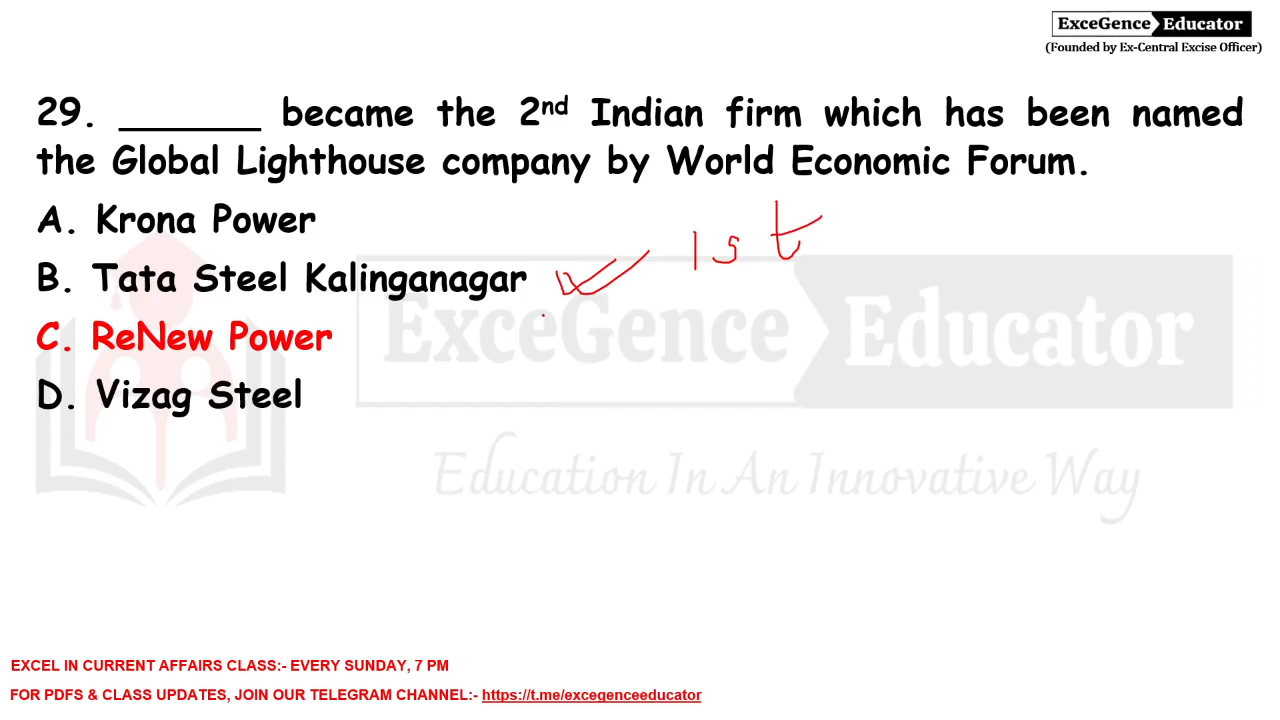 ExceGence Educator
(Founded by Ex-Central Excise Officer)
29. ______ became the 2nd Indian firm which has been named
the Global Lighthouse company by World Economic Forum.
A. Krona Power
B. Tata Steel Kalinganagar
1st
C. ReNew Power
D. Vizag Steel
ExceGence Educator
Education In An Innovative Way
EXCEL IN CURRENT AFFAIRS CLASS:- EVERY SUNDAY, 7 PM
FOR PDFS & CLASS UPDATES, JOIN OUR TELEGRAM CHANNEL:- https://t.me/excegenceeducator